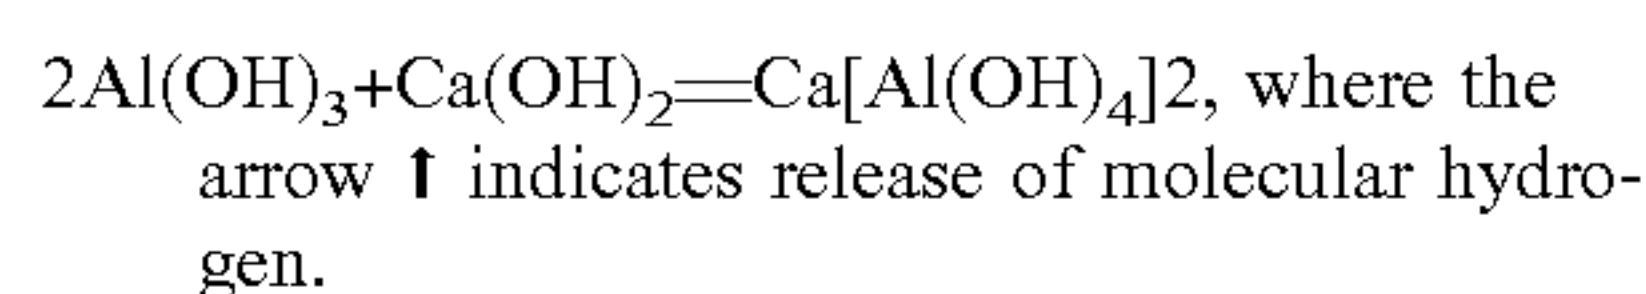 2Al(OH)₃+Ca(OH)₂=Ca[Al(OH)₄]2, where the
arrow ⬆ indicates release of molecular hydro-
gen.